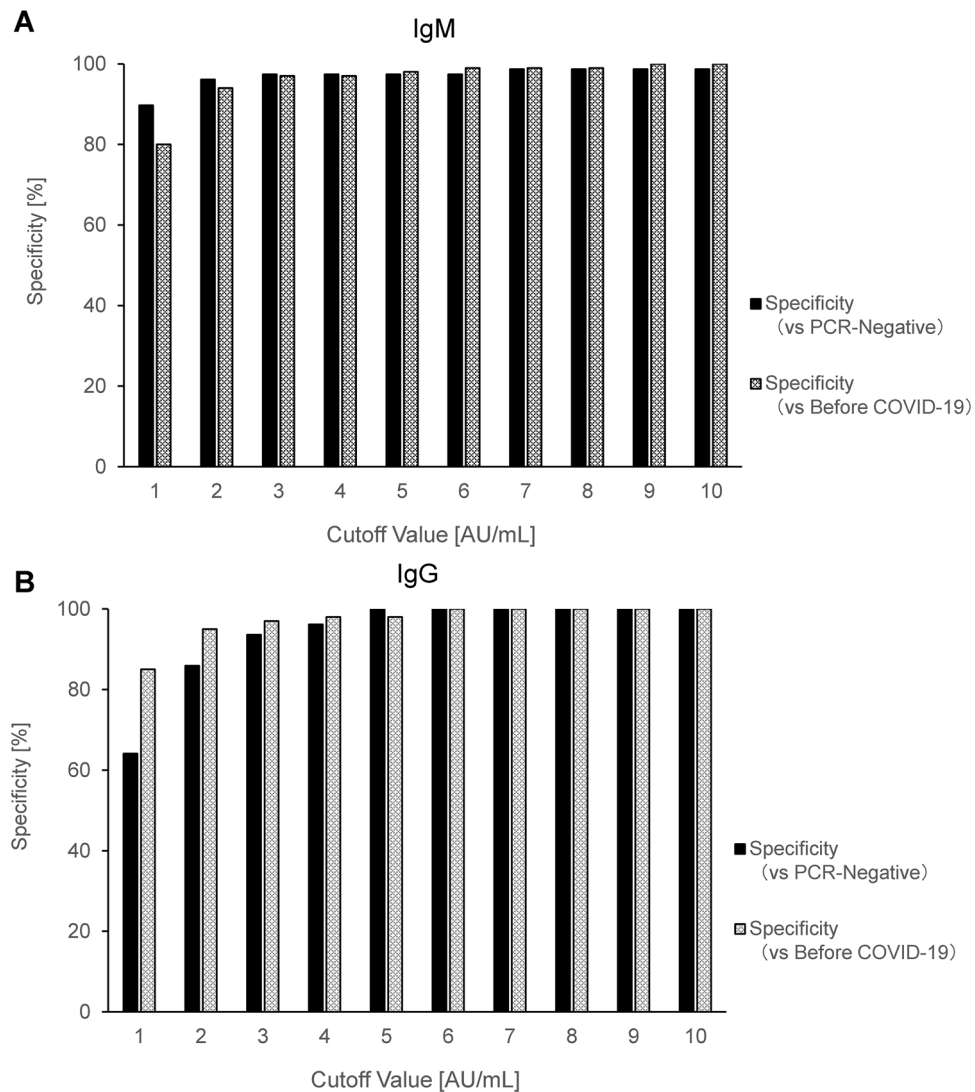 A
IgM
100
80
60
40
20
0
Specificity [%]
1 2 3 4 5 6 7 8 9 10
Cutoff Value [AU/mL]
Specificity
（vs PCR-Negative）
Specificity
（vs Before COVID-19）
B
IgG
100
80
60
40
20
0
Specificity [%]
1 2 3 4 5 6 7 8 9 10
Cutoff Value [AU/mL]
Specificity
（vs PCR-Negative）
Specificity
（vs Before COVID-19）